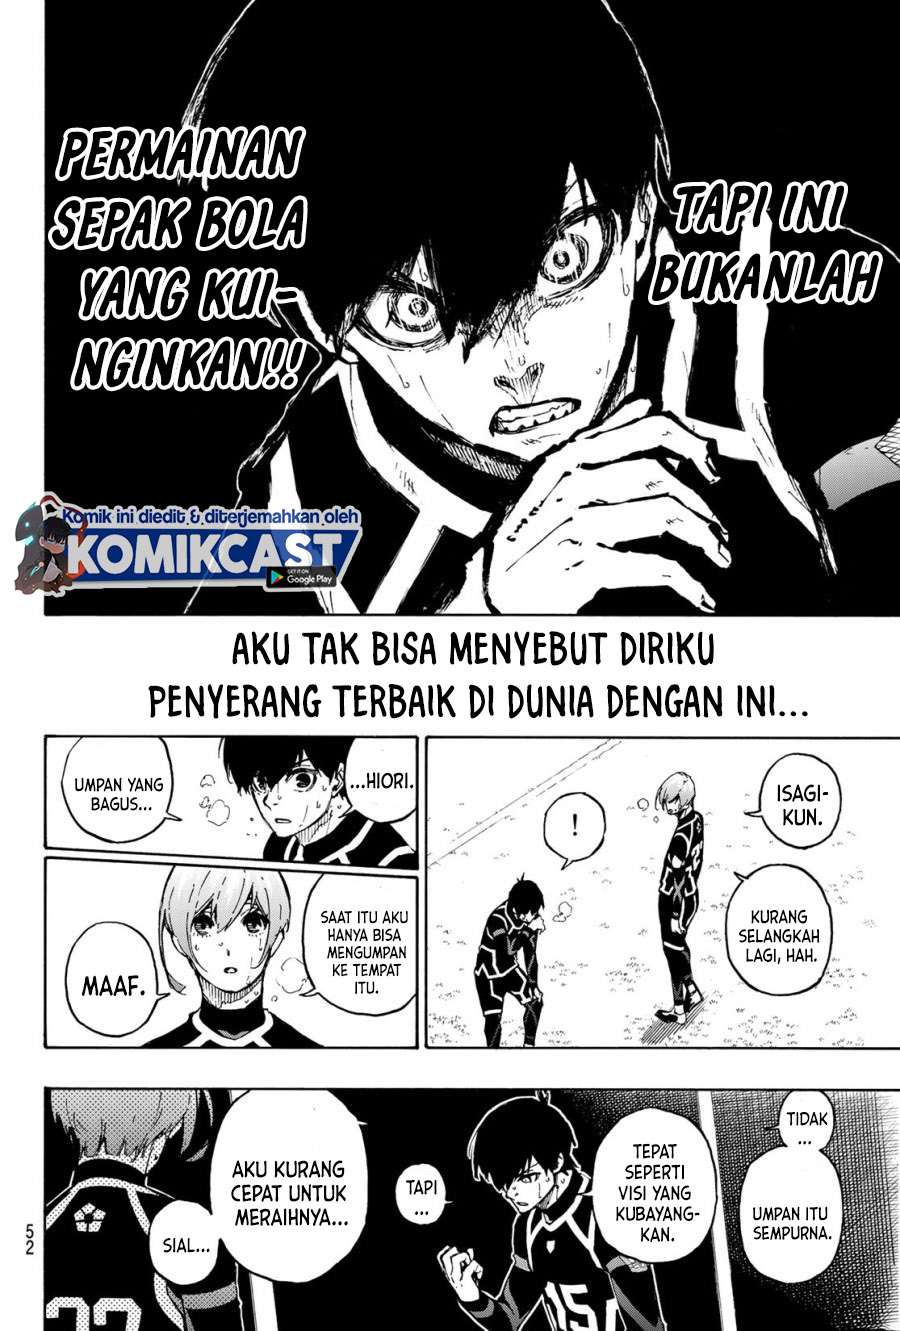 TAPI INI
BUKANLAH
PERMAINAN
SEPAK BOLA
YANG KUI-
NGINKAN!!
Komik ini diedit & diterjemahkan oleh
KOMIKCAST
GET IT ON
Google Play
AKU TAK BISA MENYEBUT DIRIKU
PENYERANG TERBAIK DI DUNIA DENGAN INI...
ISAGI-
KUN.
!
KURANG
SELANGKAH
LAGI, HAH.
...HIORI.
UMPAN YANG
BAGUS...
SAAT ITU AKU
HANYA BISA
MENGUMPAN
KE TEMPAT
ITU.
MAAF.
TIDAK
...
UMPAN ITU
SEMPURNA.
TEPAT
SEPERTI
VISI YANG
KUBAYANG-
KAN.
TAPI
...
15
AKU KURANG
CEPAT UNTUK
MERAIHNYA...
SIAL...
52